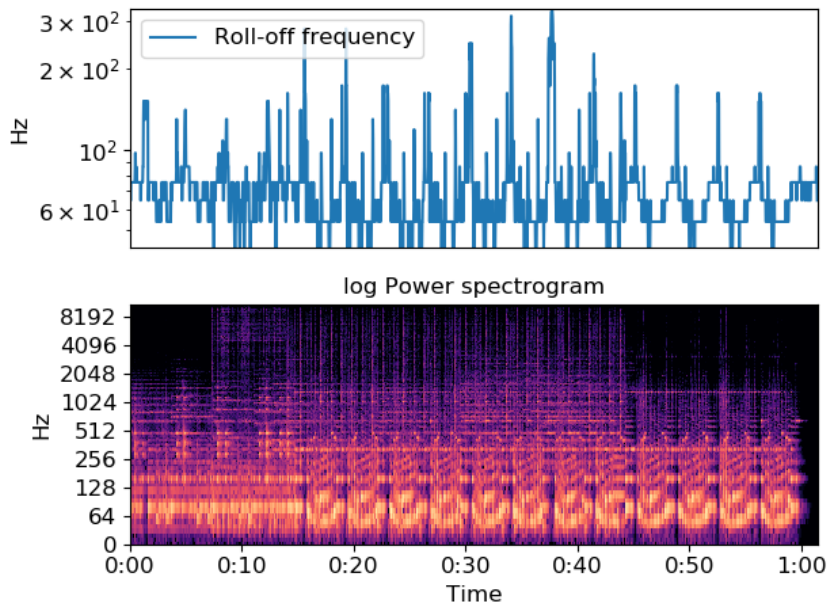 3 × 10²
Roll-off frequency
2 × 10²
Hz
10²
6 × 10¹
log Power spectrogram
8192
4096
2048
1024
Hz
512
256
128
64
0
0:00 0:10 0:20 0:30 0:40 0:50 1:00
Time